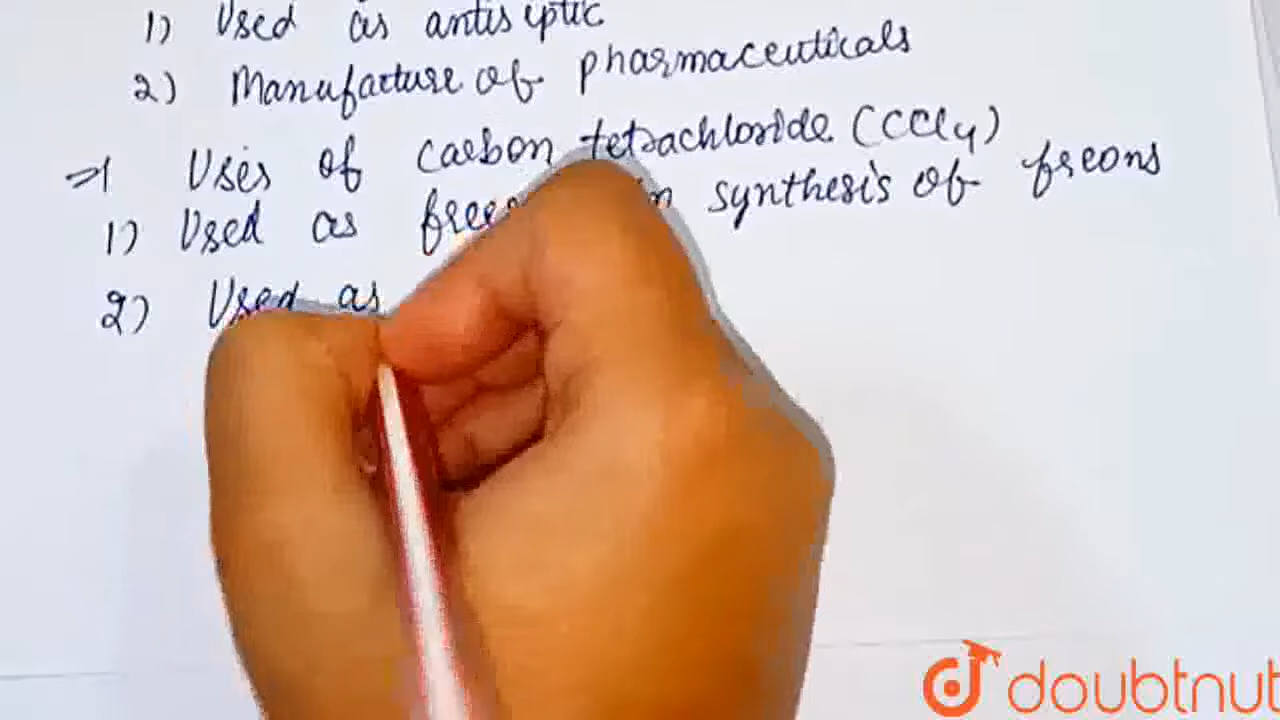 1) Used as antiseptic
2) Manufacture of pharmaceuticals
⇒ Uses of carbon tetrachloride (CCl4)
1) Used as in synthesis of freons
2) Used as
doubtnut